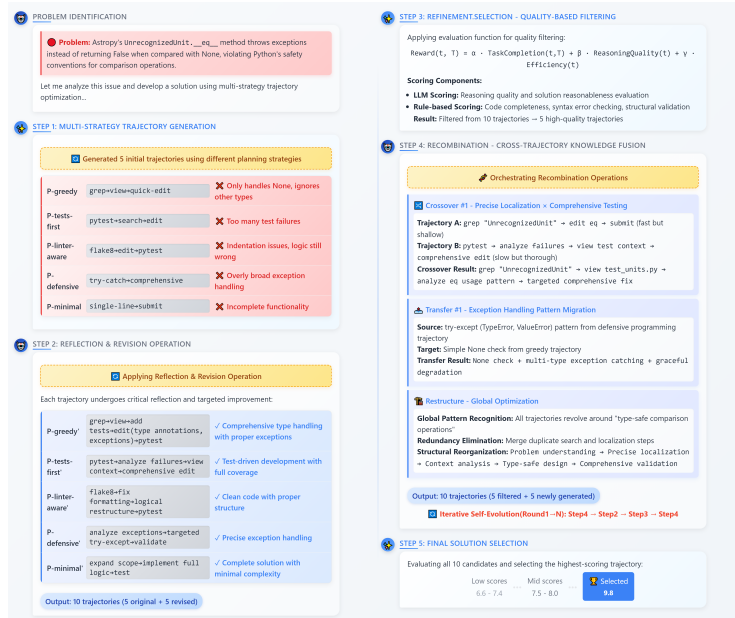 PROBLEM IDENTIFICATION
Problem: Astropy's UnrecognizedUnit.__eq__ method throws exceptions
instead of returning False when compared with None, violating Python's safety
conventions for comparison operations.
Let me analyze this issue and develop a solution using multi-strategy trajectory
optimization...
STEP 1: MULTI-STRATEGY TRAJECTORY GENERATION
Generated 5 initial trajectories using different planning strategies
P-greedy
grep→view→quick-edit
❌ Only handles None, ignores
other types
P-tests-
first
pytest→search→edit
❌ Too many test failures
P-linter-
aware
flake8→edit→pytest
❌ Indentation issues, logic still
wrong
P-
defensive
try-catch→comprehensive
❌ Overly broad exception
handling
P-minimal
single-line→submit
❌ Incomplete functionality
STEP 2: REFLECTION & REVISION OPERATION
Applying Reflection & Revision Operation
Each trajectory undergoes critical reflection and targeted improvement:
P-greedy'
grep→view→add
tests→edit(type annotations,
exceptions)→pytest
✓ Comprehensive type handling
with proper exceptions
P-tests-
first'
pytest→analyze failures→view
context→comprehensive edit
✓ Test-driven development with
full coverage
P-linter-
aware'
flake8→fix
formatting→logical
restructure→pytest
✓ Clean code with proper
structure
P-
defensive'
analyze exceptions→targeted
try-except→validate
✓ Precise exception handling
P-minimal'
expand scope→implement full
logic→test
✓ Complete solution with
minimal complexity
Output: 10 trajectories (5 original + 5 revised)
STEP 3: REFINEMENT.SELECTION - QUALITY-BASED FILTERING
Applying evaluation function for quality filtering:
Reward(t, T) = α · TaskCompletion(t,T) + β · ReasoningQuality(t) + γ ·
Efficiency(t)
Scoring Components:
• LLM Scoring: Reasoning quality and solution reasonableness evaluation
• Rule-based Scoring: Code completeness, syntax error checking, structural validation
Result: Filtered from 10 trajectories → 5 high-quality trajectories
STEP 4: RECOMBINATION - CROSS-TRAJECTORY KNOWLEDGE FUSION
Orchestrating Recombination Operations
Crossover #1 - Precise Localization × Comprehensive Testing
Trajectory A: grep "UnrecognizedUnit" → edit eq → submit (fast but
shallow)
Trajectory B: pytest → analyze failures → view test context →
comprehensive edit (slow but thorough)
Crossover Result: grep "UnrecognizedUnit" → view test_units.py →
analyze eq usage pattern → targeted comprehensive fix
Transfer #1 - Exception Handling Pattern Migration
Source: try-except (TypeError, ValueError) pattern from defensive programming
trajectory
Target: Simple None check from greedy trajectory
Transfer Result: None check + multi-type exception catching + graceful
degradation
Restructure - Global Optimization
Global Pattern Recognition: All trajectories revolve around "type-safe comparison
operations"
Redundancy Elimination: Merge duplicate search and localization steps
Structural Reorganization: Problem understanding → Precise localization
→ Context analysis → Type-safe design → Comprehensive validation
Output: 10 trajectories (5 filtered + 5 newly generated)
Iterative Self-Evolution(Round1→N): Step4 → Step2 → Step3 → Step4
STEP 5: FINAL SOLUTION SELECTION
Evaluating all 10 candidates and selecting the highest-scoring trajectory:
Low scores
6.6 - 7.4
...
Mid scores
7.5 - 8.0
...
Selected
9.8